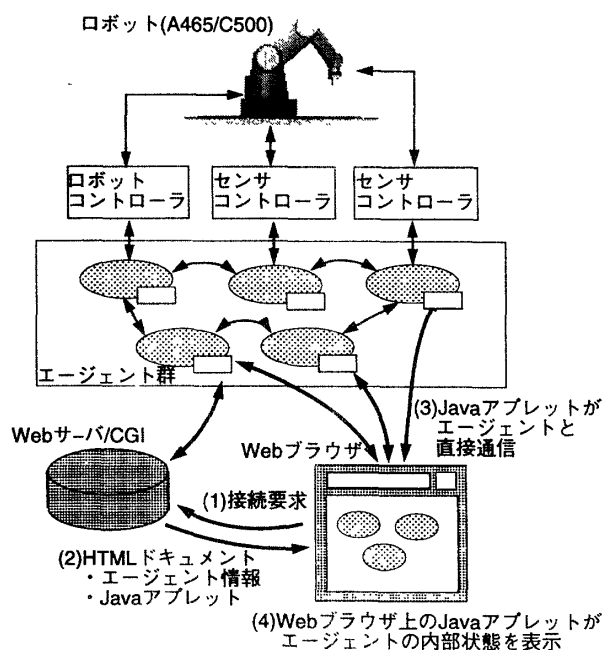 ロボット(A465/C500)
ロボット
コントローラ
センサ
コントローラ
センサ
コントローラ
エージェント群
Webサーバ/CGI
Webブラウザ
(3)Javaアプレットが
エージェントと
直接通信
(1)接続要求
(2)HTMLドキュメント
・エージェント情報
・Javaアプレット
(4)Webブラウザ上のJavaアプレットが
エージェントの内部状態を表示